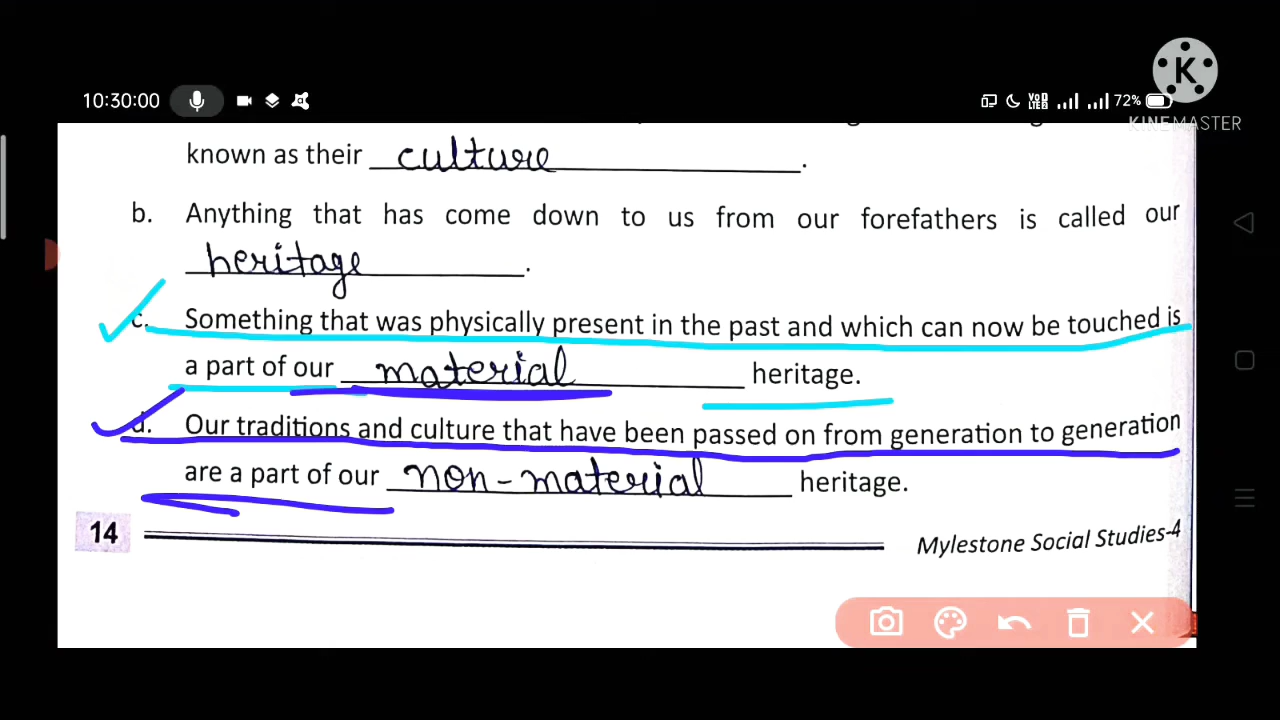 10:30:00 VoD LTE 72%
K
KINEMASTER
known as their culture.
b. Anything that has come down to us from our forefathers is called our
heritage.
c. Something that was physically present in the past and which can now be touched is
a part of our material heritage.
d. Our traditions and culture that have been passed on from generation to generation
are a part of our non-material heritage.
14 Mylestone Social Studies-4